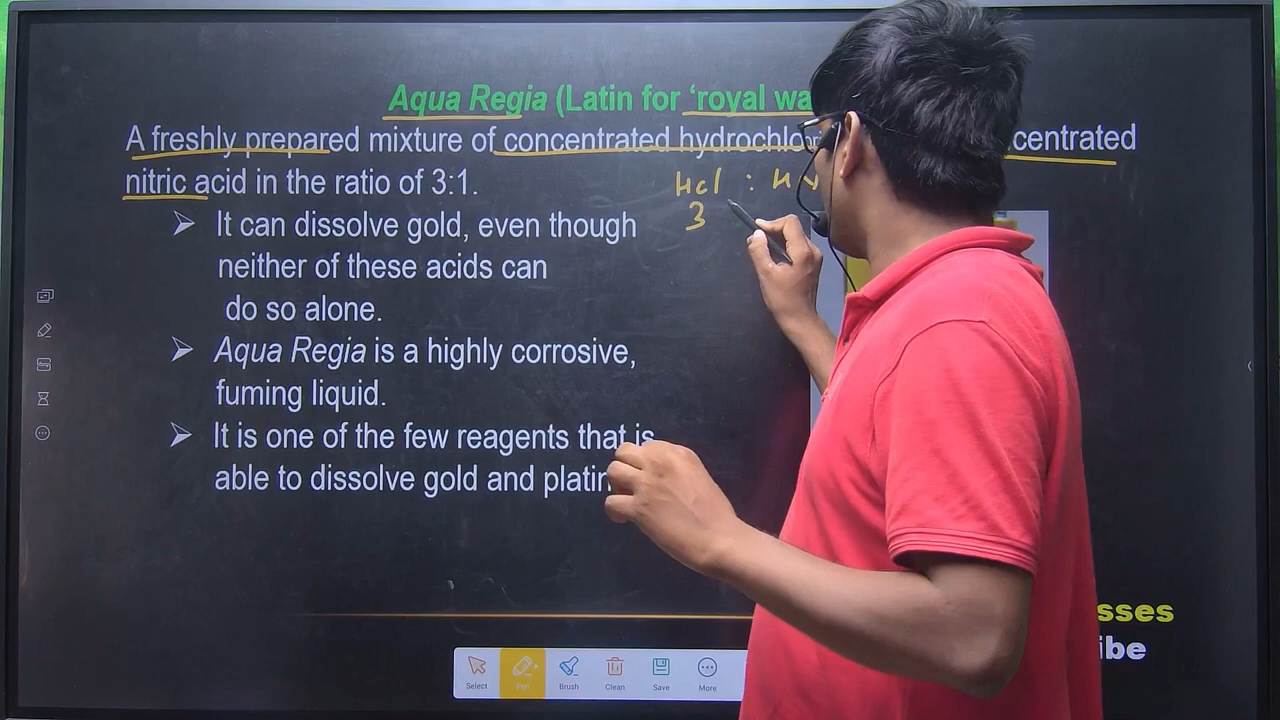 Aqua Regia (Latin for ‘royal wa
A freshly prepared mixture of concentrated hydrochlo centrated
nitric acid in the ratio of 3:1.
HCl : HN
3
➢ It can dissolve gold, even though
neither of these acids can
do so alone.
➢ Aqua Regia is a highly corrosive,
fuming liquid.
➢ It is one of the few reagents that is
able to dissolve gold and platin
sses
ibe
Select Pen Brush Clean Save More